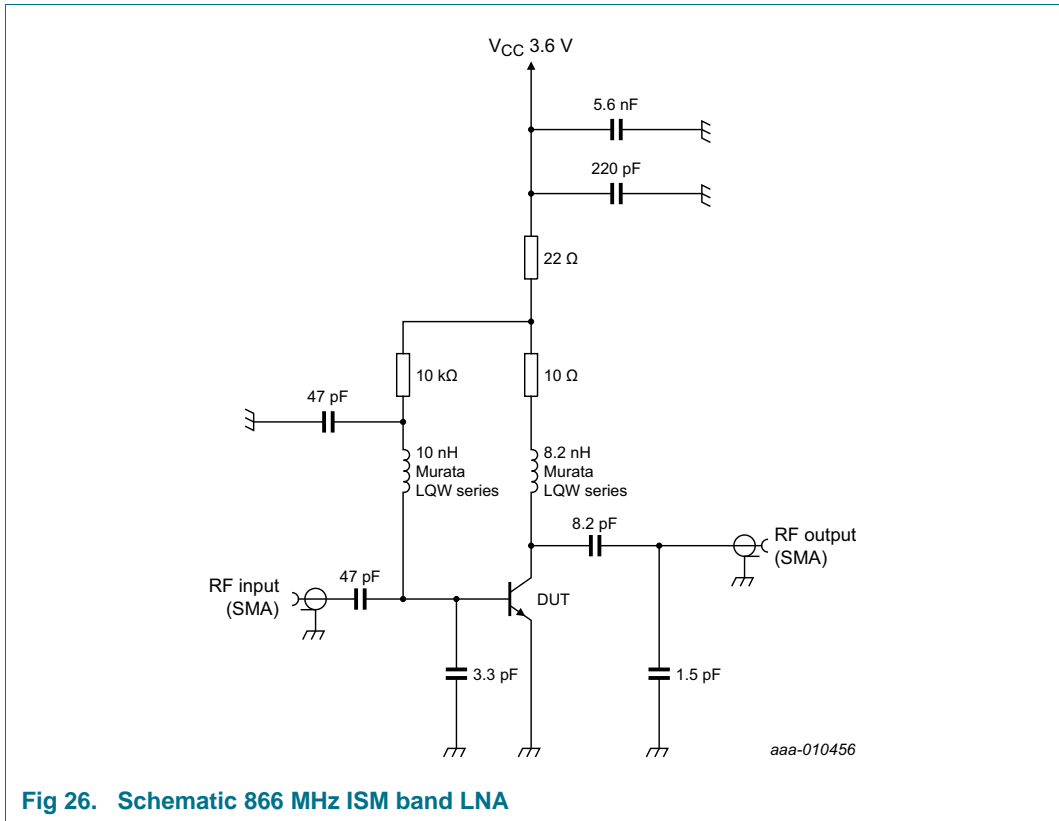 VCC 3.6 V
5.6 nF
220 pF
22 Ω
10 kΩ
10 Ω
47 pF
10 nH
Murata
LQW series
8.2 nH
Murata
LQW series
8.2 pF
RF output
(SMA)
RF input
(SMA)
47 pF
DUT
3.3 pF
1.5 pF
aaa-010456
Fig 26. Schematic 866 MHz ISM band LNA